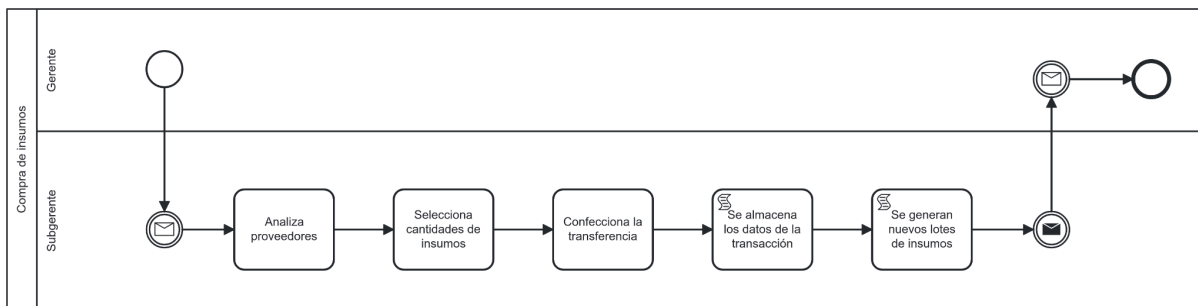 Compra de insumos
Gerente
Subgerente
Analiza
proveedores
Selecciona
cantidades de
insumos
Confecciona la
transferencia
Se almacena
los datos de la
transacción
Se generan
nuevos lotes
de insumos